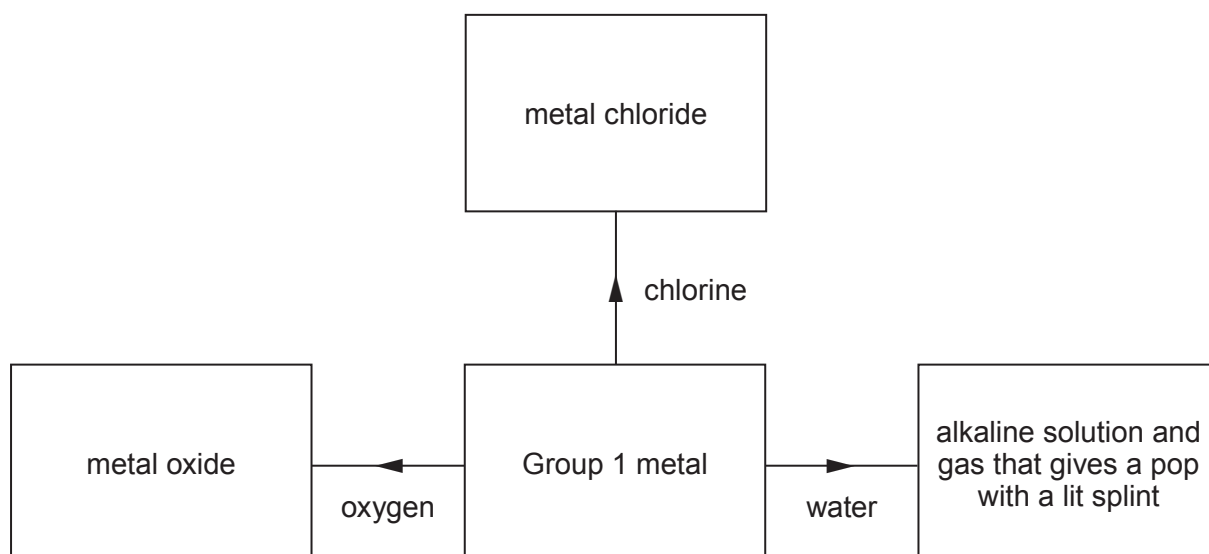 metal chloride
chlorine
metal oxide
oxygen
Group 1 metal
water
alkaline solution and
gas that gives a pop
with a lit splint